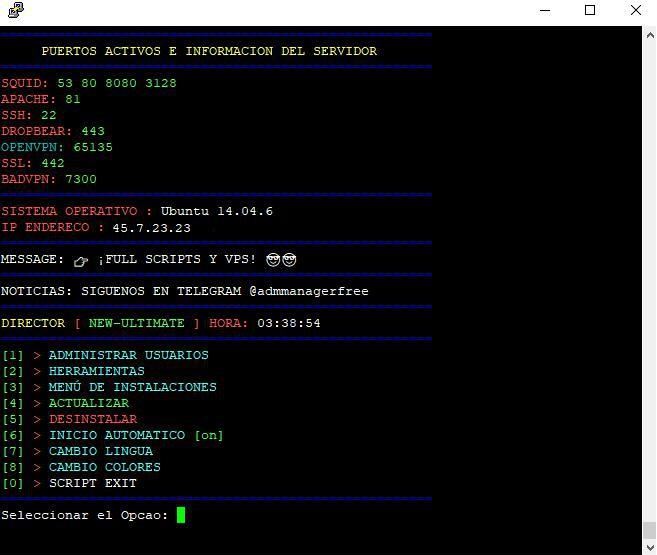 PUERTOS ACTIVOS E INFORMACION DEL SERVIDOR
SQUID: 53 80 8080 3128
APACHE: 81
SSH: 22
DROPBEAR: 443
OPENVPN: 65135
SSL: 442
BADVPN: 7300
SISTEMA OPERATIVO : Ubuntu 14.04.6
IP ENDERECO : 45.7.23.23
MESSAGE: 👉 ¡FULL SCRIPTS Y VPS! 😎😎
NOTICIAS: SIGUENOS EN TELEGRAM @admmanagerfree
DIRECTOR [ NEW-ULTIMATE ] HORA: 03:38:54
[1] > ADMINISTRAR USUARIOS
[2] > HERRAMIENTAS
[3] > MENÚ DE INSTALACIONES
[4] > ACTUALIZAR
[5] > DESINSTALAR
[6] > INICIO AUTOMATICO [on]
[7] > CAMBIO LINGUA
[8] > CAMBIO COLORES
[0] > SCRIPT EXIT
Seleccionar el Opcao: